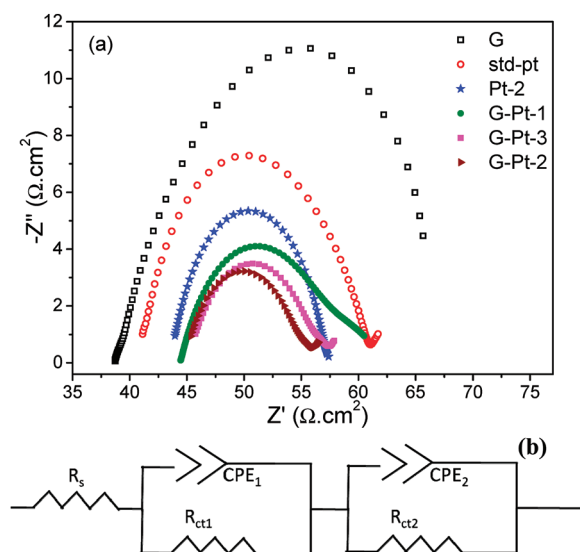 (a)
G
std-pt
Pt-2
G-Pt-1
G-Pt-3
G-Pt-2
-Z'' (Ω.cm²)
12
10
8
6
4
2
0
35 40 45 50 55 60 65 70 75
Z' (Ω.cm²)
(b)
Rs
CPE1
CPE2
Rct1
Rct2